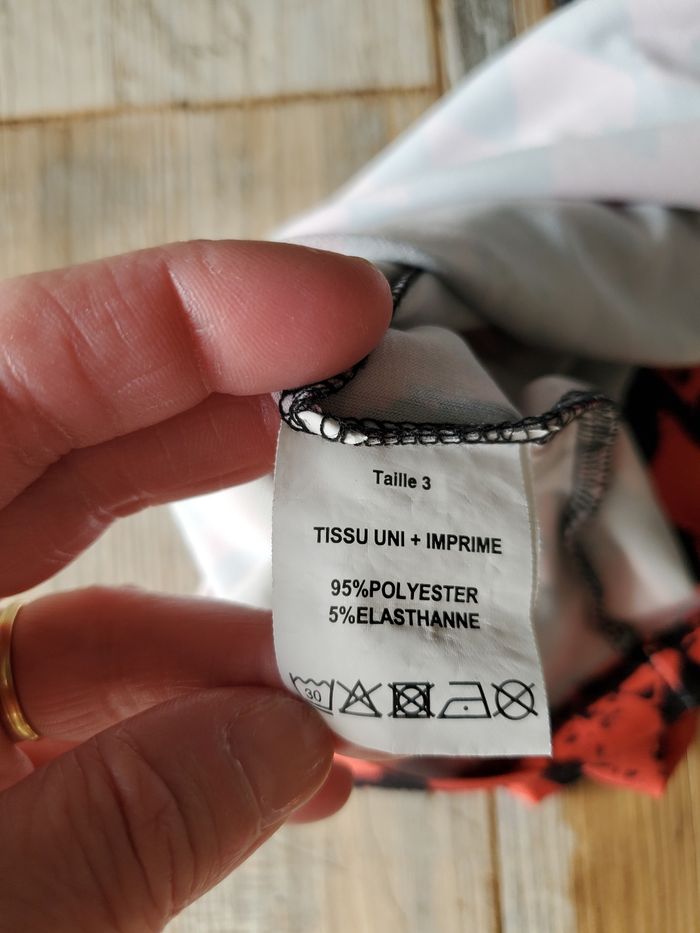 Taille 3
TISSU UNI + IMPRIME
95%POLYESTER
5%ELASTHANNE
30